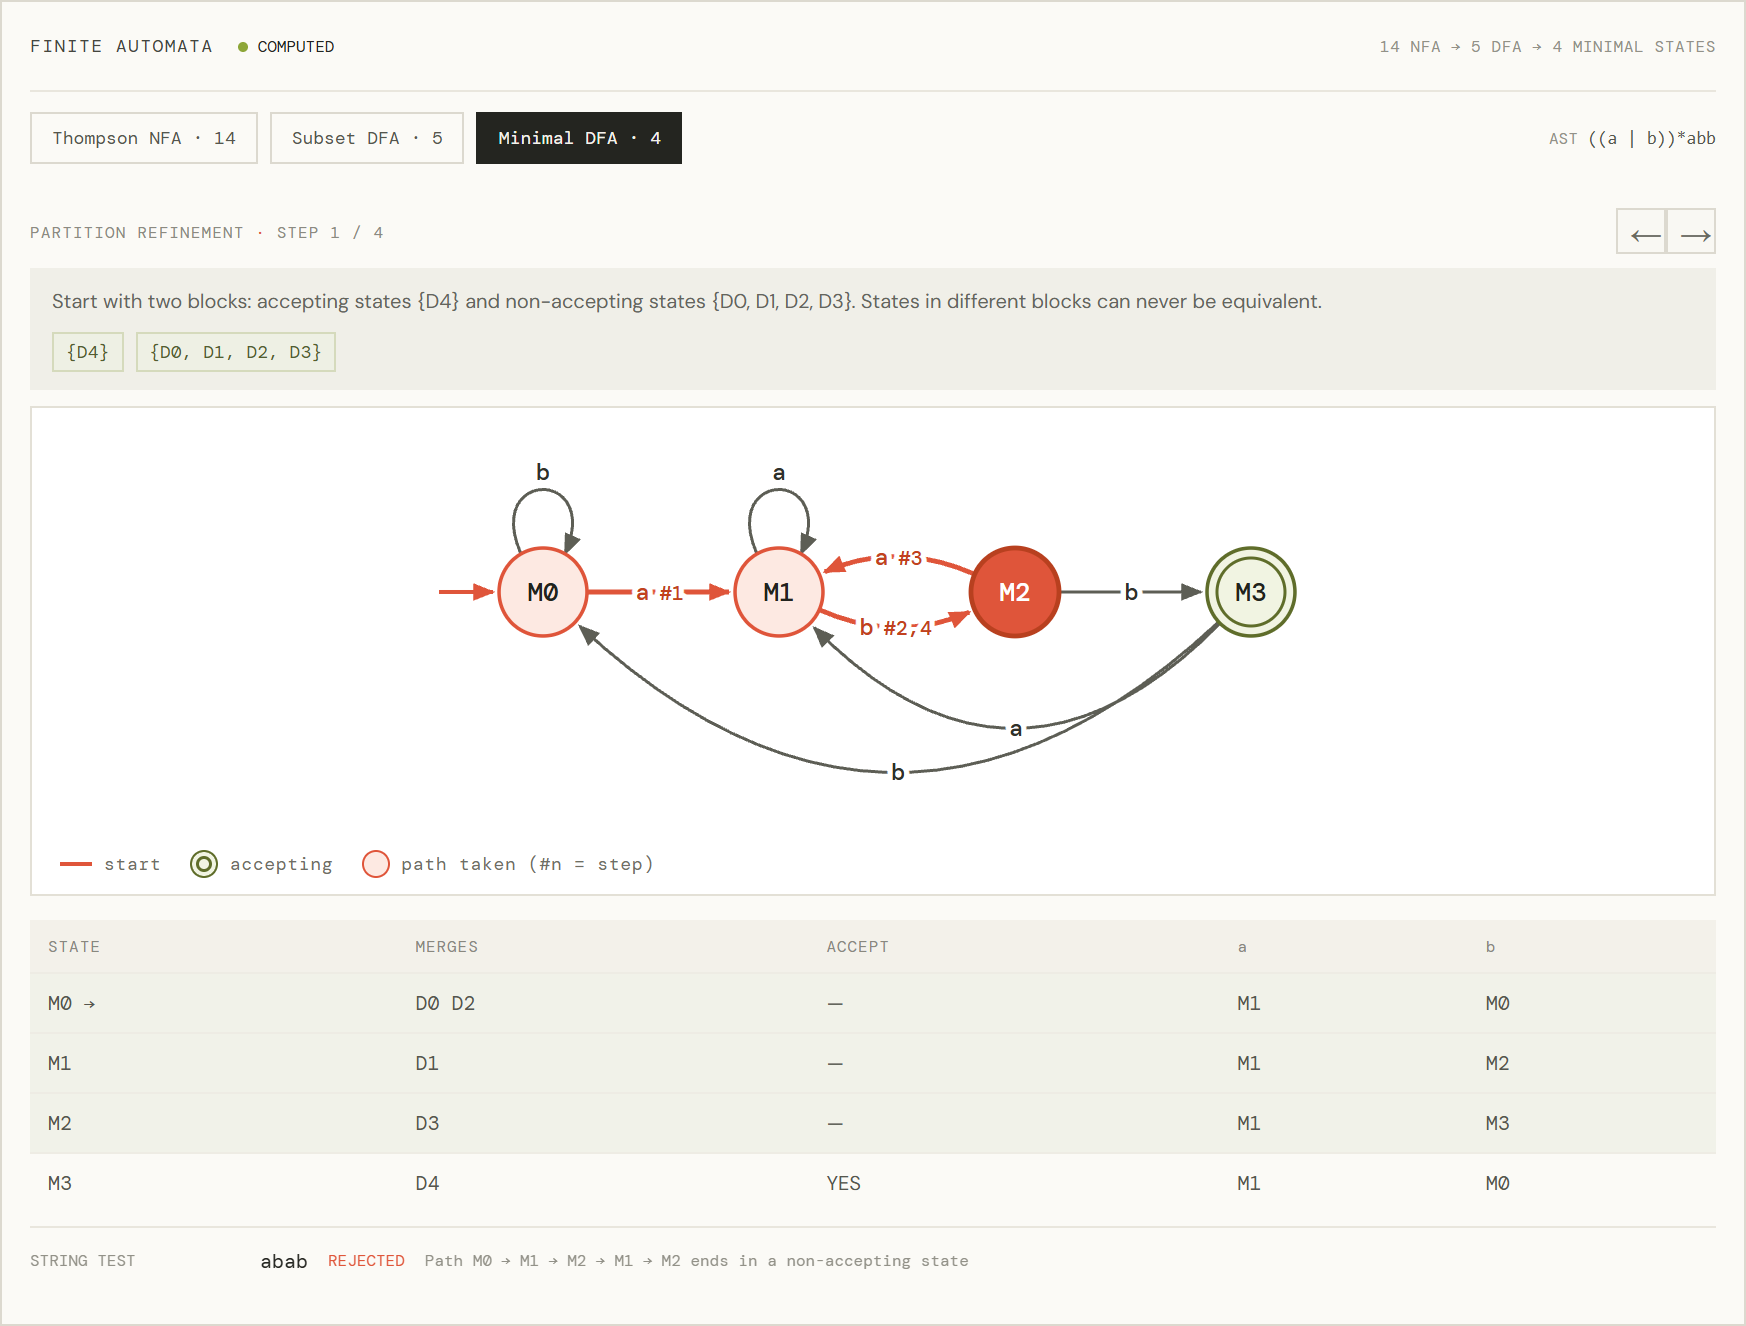 FINITE AUTOMATA COMPUTED 14 NFA → 5 DFA → 4 MINIMAL STATES
Thompson NFA · 14 Subset DFA · 5 Minimal DFA · 4 AST ((a | b))*abb
PARTITION REFINEMENT · STEP 1 / 4 ← →
Start with two blocks: accepting states {D4} and non-accepting states {D0, D1, D2, D3}. States in different blocks can never be equivalent.
{D4} {D0, D1, D2, D3}
b a
a·#3
M0 a·#1 M1 M2 b M3
b·#2,4
a
b
start accepting path taken (#n = step)
STATE MERGES ACCEPT a b
M0 → D0 D2 — M1 M0
M1 D1 — M1 M2
M2 D3 — M1 M3
M3 D4 YES M1 M0
STRING TEST abab REJECTED Path M0 → M1 → M2 → M1 → M2 ends in a non-accepting state